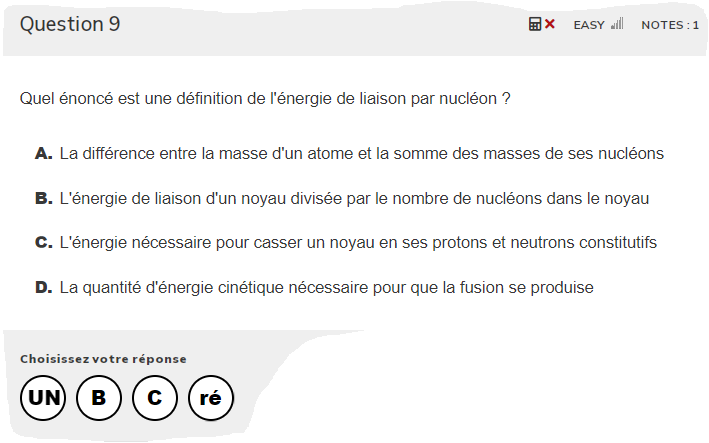 Question 9
EASY NOTES : 1
Quel énoncé est une définition de l'énergie de liaison par nucléon ?
A. La différence entre la masse d'un atome et la somme des masses de ses nucléons
B. L'énergie de liaison d'un noyau divisée par le nombre de nucléons dans le noyau
C. L'énergie nécessaire pour casser un noyau en ses protons et neutrons constitutifs
D. La quantité d'énergie cinétique nécessaire pour que la fusion se produise
Choisissez votre réponse
UN B C ré